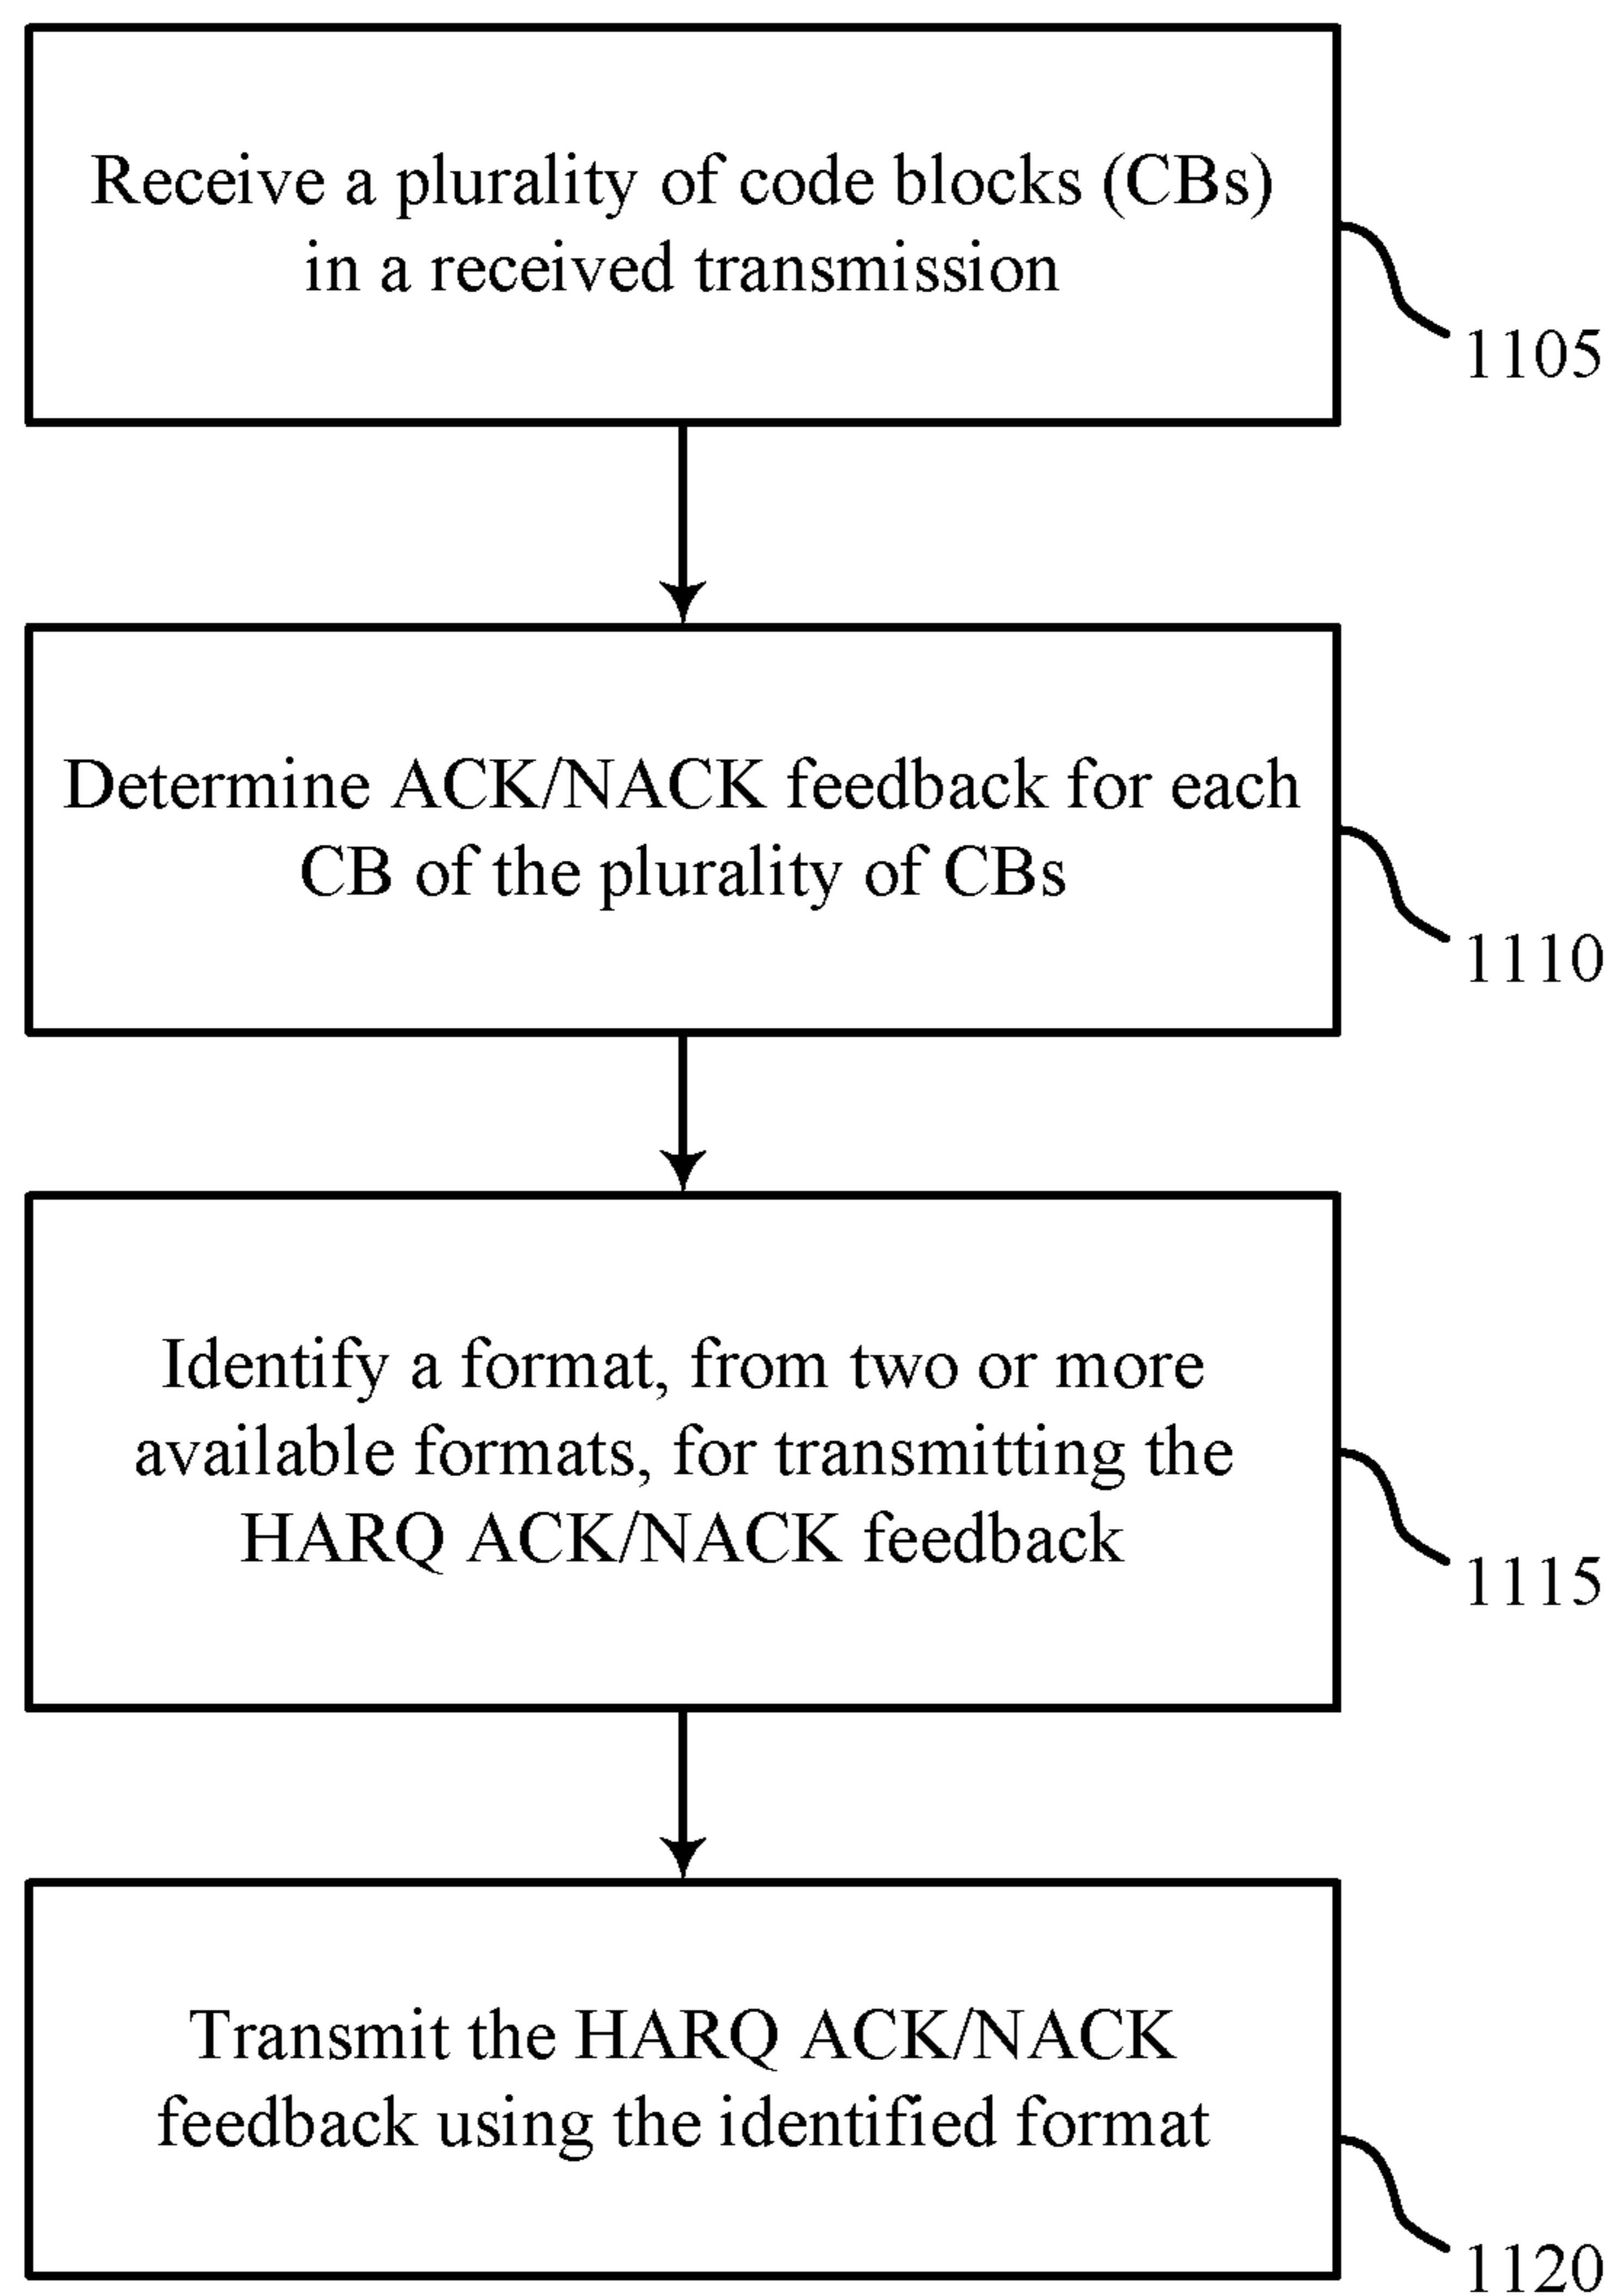 Receive a plurality of code blocks (CBs)
in a received transmission
1105
Determine ACK/NACK feedback for each
CB of the plurality of CBs
1110
Identify a format, from two or more
available formats, for transmitting the
HARQ ACK/NACK feedback
1115
Transmit the HARQ ACK/NACK
feedback using the identified format
1120